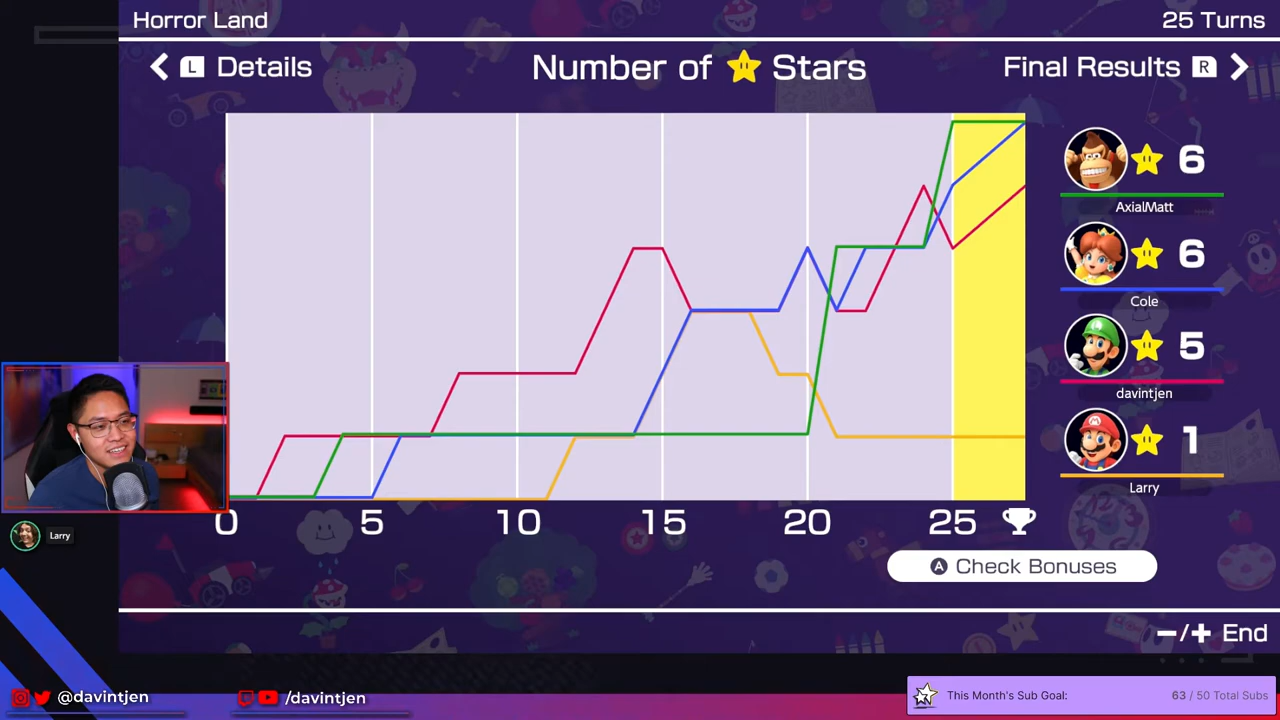 Horror Land
25 Turns
L Details
Number of Stars
Final Results R
6
AxialMatt
6
Cole
5
davintjen
1
Larry
Larry
0 5 10 15 20 25
A Check Bonuses
−/+ End
@davintjen
/davintjen
This Month's Sub Goal: 63 / 50 Total Subs